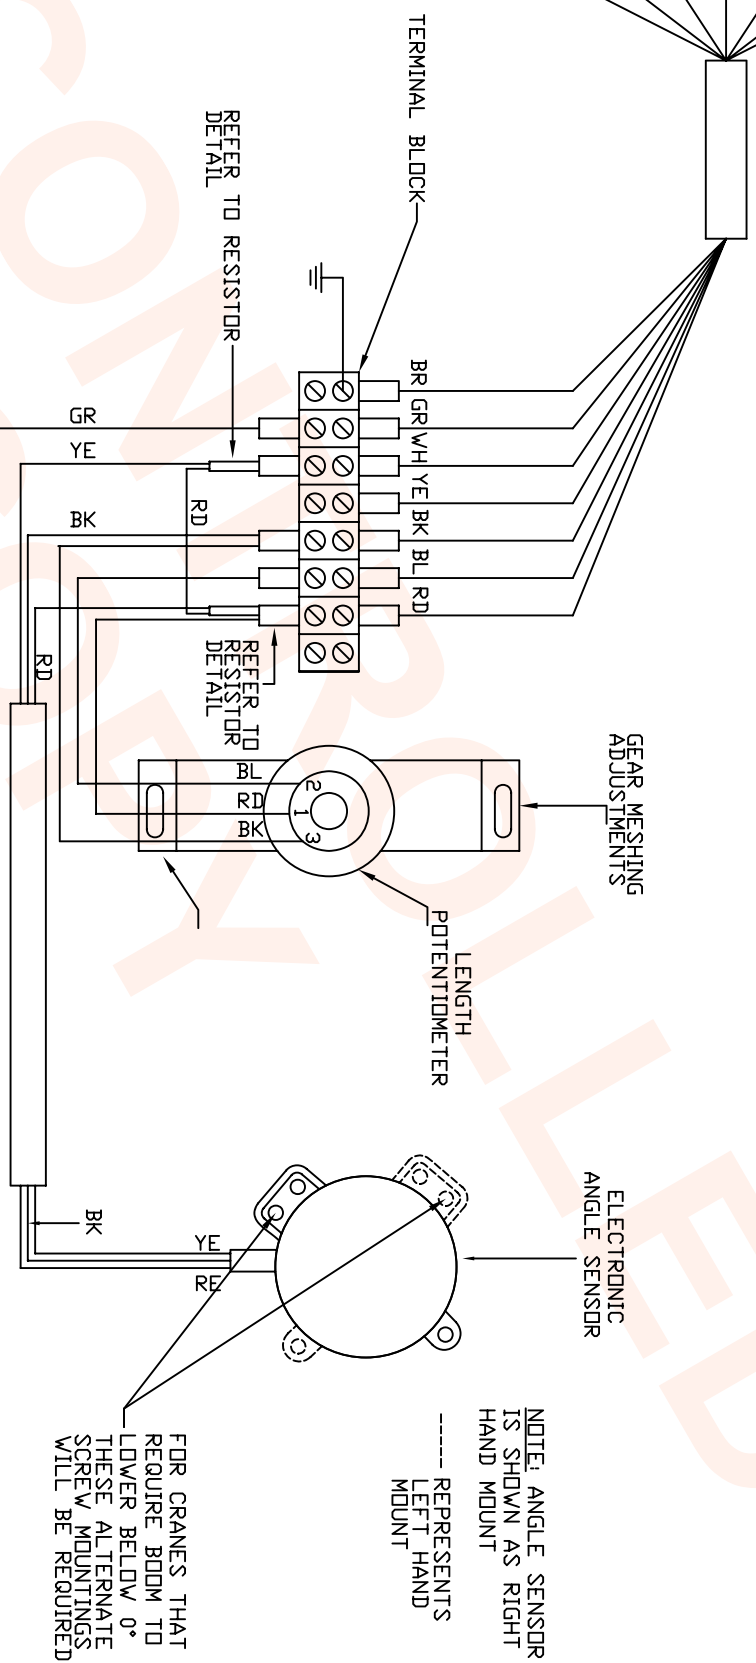 TERMINAL BLOCK
REFER TO RESISTOR
DETAIL
BR
GR
WH
YE
BK
BL
RD
GR
YE
BK
RD
RD
REFER TO
RESISTOR
DETAIL
GEAR MESHING
ADJUSTMENTS
BL
RD
BK
2
1
3
LENGTH
POTENTIOMETER
ELECTRONIC
ANGLE SENSOR
BK
YE
RE
NOTE: ANGLE SENSOR
IS SHOWN AS RIGHT
HAND MOUNT
------ REPRESENTS
LEFT HAND
MOUNT
FOR CRANES THAT
REQUIRE BOOM TO
LOWER BELOW 0°
THESE ALTERNATE
SCREW MOUNTINGS
WILL BE REQUIRED
CONTROLLED
COPY